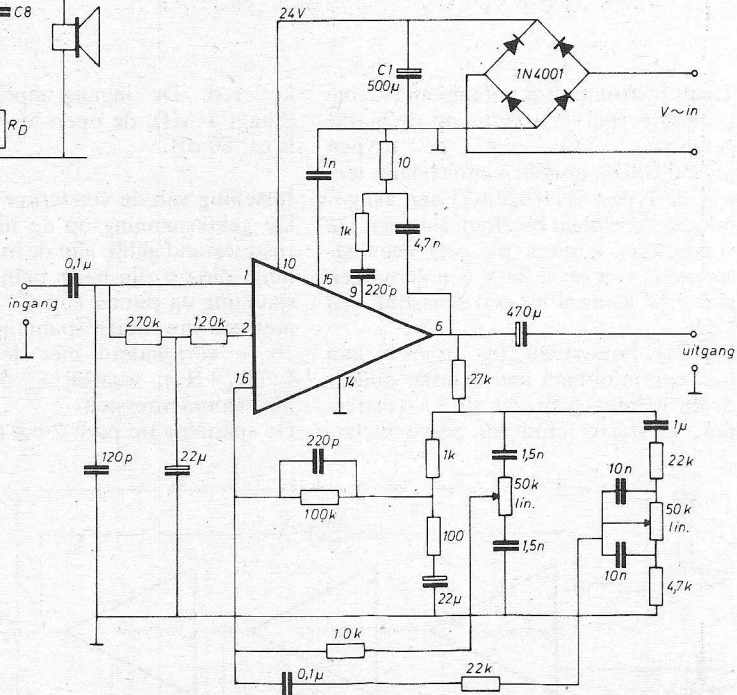 C8
RD
24V
C1
500µ
1N4001
V~in
1n
10
1k
4,7n
0,1µ
ingang
1
10
15
9
220p
270k
120k
2
6
470µ
uitgang
16
14
27k
120p
22µ
220p
100k
1k
1,5n
50k
lin.
1,5n
100
22µ
1µ
22k
10n
50k
lin.
10n
4,7k
10k
0,1µ
22k